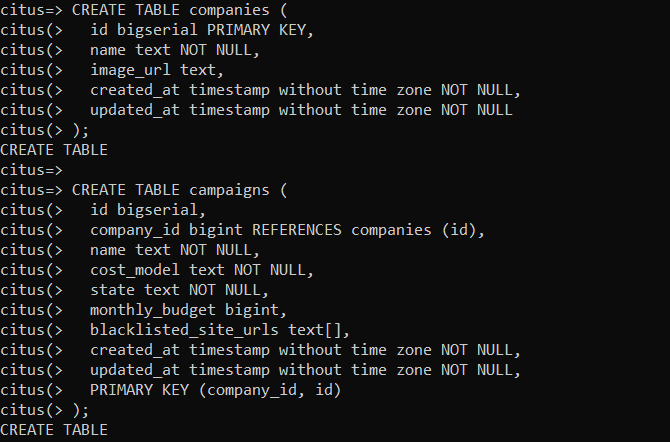 citus=> CREATE TABLE companies (
citus(>   id bigserial PRIMARY KEY,
citus(>   name text NOT NULL,
citus(>   image_url text,
citus(>   created_at timestamp without time zone NOT NULL,
citus(>   updated_at timestamp without time zone NOT NULL
citus(> );
CREATE TABLE
citus=>
citus=> CREATE TABLE campaigns (
citus(>   id bigserial,
citus(>   company_id bigint REFERENCES companies (id),
citus(>   name text NOT NULL,
citus(>   cost_model text NOT NULL,
citus(>   state text NOT NULL,
citus(>   monthly_budget bigint,
citus(>   blacklisted_site_urls text[],
citus(>   created_at timestamp without time zone NOT NULL,
citus(>   updated_at timestamp without time zone NOT NULL,
citus(>   PRIMARY KEY (company_id, id)
citus(> );
CREATE TABLE